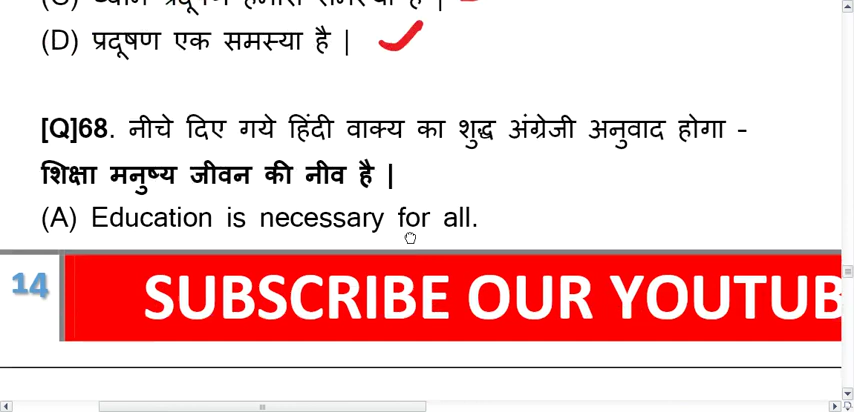 (D) प्रदूषण एक समस्या है |
[Q]68. नीचे दिए गये हिंदी वाक्य का शुद्ध अंग्रेजी अनुवाद होगा -
शिक्षा मनुष्य जीवन की नीव है |
(A) Education is necessary for all.
14 SUBSCRIBE OUR YOUTUB